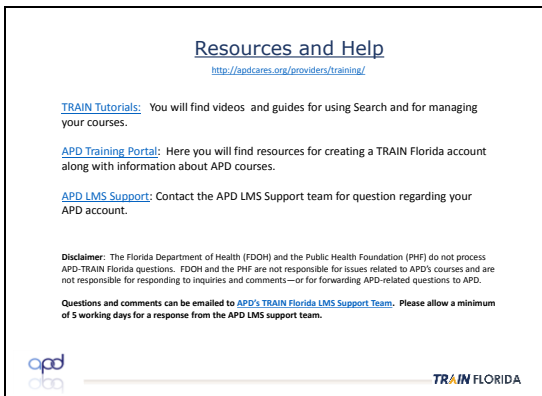 Resources and Help
http://apdcares.org/providers/training/
TRAIN Tutorials:   You will find videos  and guides for using Search and for managing
your courses.
APD Training Portal:  Here you will find resources for creating a TRAIN Florida account
along with information about APD courses.
APD LMS Support: Contact the APD LMS Support team for question regarding your
APD account.
Disclaimer:  The Florida Department of Health (FDOH) and the Public Health Foundation (PHF) do not process
APD-TRAIN Florida questions.  FDOH and the PHF are not responsible for issues related to APD's courses and are
not responsible for responding to inquiries and comments—or for forwarding APD-related questions to APD.
Questions and comments can be emailed to APD's TRAIN Florida LMS Support Team.  Please allow a minimum
of 5 working days for a response from the APD LMS support team.
apd
TRAIN FLORIDA